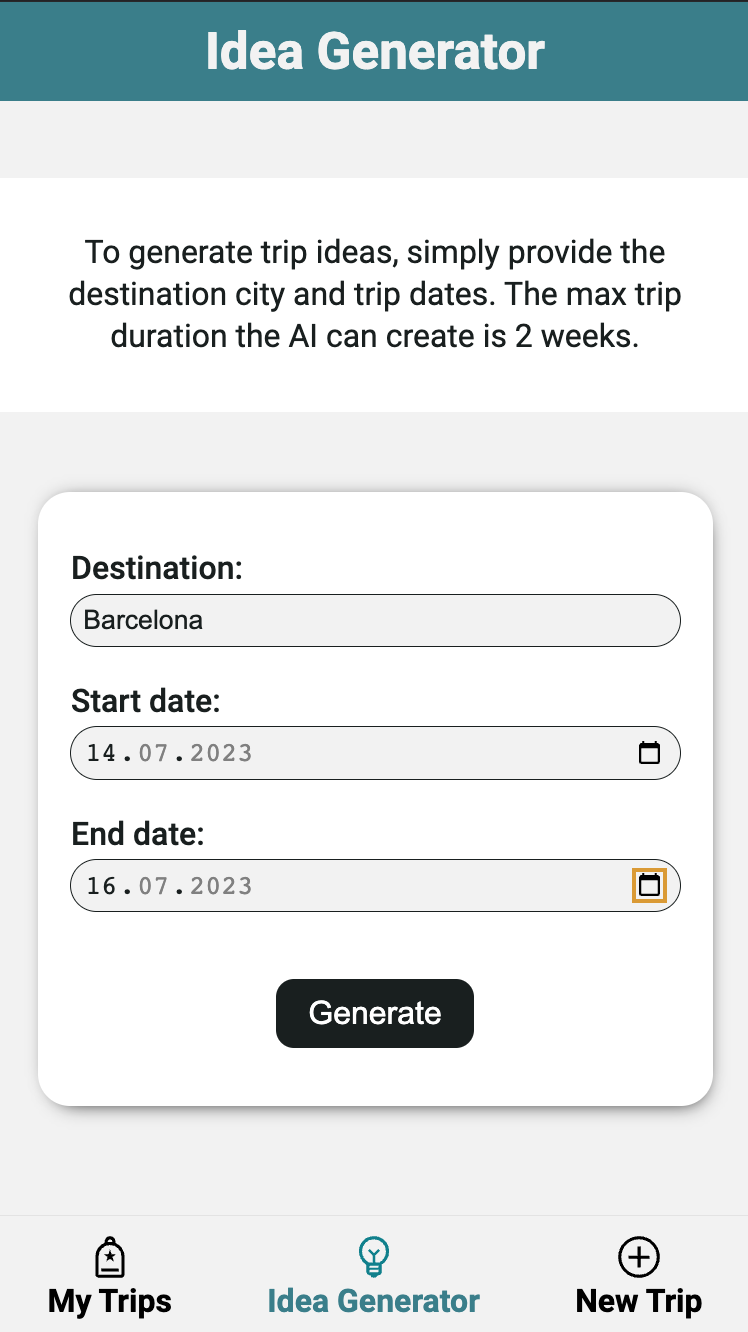 Idea Generator
To generate trip ideas, simply provide the
destination city and trip dates. The max trip
duration the AI can create is 2 weeks.
Destination:
Barcelona
Start date:
14.07.2023
End date:
16.07.2023
Generate
My Trips
Idea Generator
New Trip